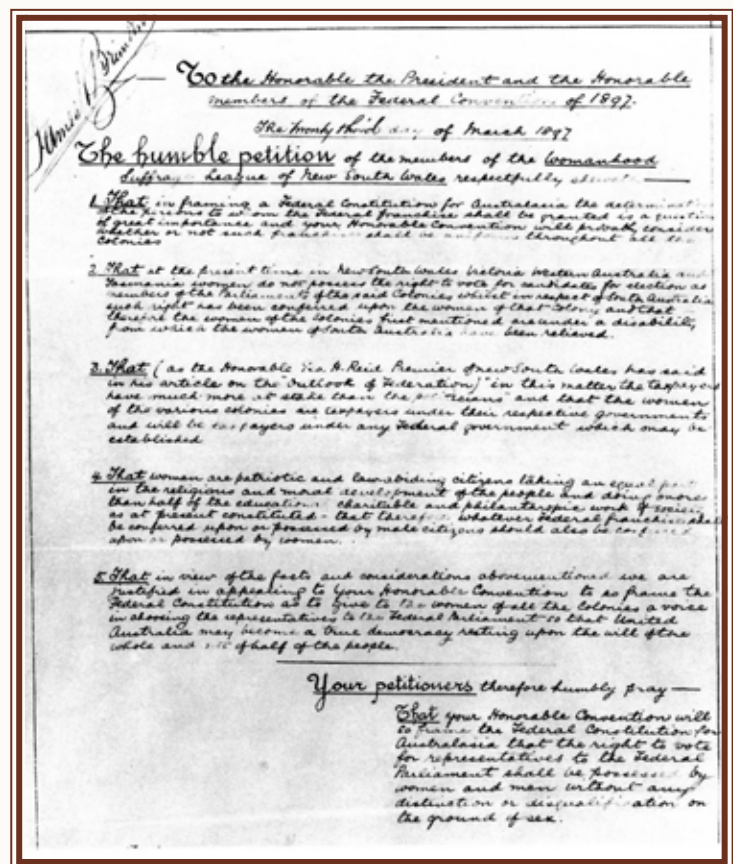 To the Honorable the President and the Honorable
members of the Federal Convention of 1897.
The Twenty third day of March 1897
The humble petition of the members of the Womanhood
Suffrage League of New South Wales respectfully sheweth
1. That in framing a Federal Constitution for Australasia the determination
of the persons to whom the Federal franchise shall be granted is a question
of great importance and your Honorable Convention will consider
whether or not such franchise shall be uniform throughout all the
colonies
2. That at the present time in New South Wales Victoria Western Australia and
Tasmania women do not possess the right to vote for candidates for election as
members of the Parliaments of the said Colonies whilst in respect of South Australia
such right has been conferred upon the women of that Colony and that
therefore the women of the Colonies first mentioned are under a disability
from which the women of South Australia have been relieved.
3. That (as the Honorable G. H. Reid Premier of New South Wales has said
in his article on the "Outlook of Federation)" in this matter the taxpayers
have much more at stake than the and that the women
of the various colonies are taxpayers under their respective governments
and will be taxpayers under any Federal government which may be
established
4. That women are patriotic and law abiding citizens taking an equal part
in the religious and moral development of the people and doing more
than half of the educational charitable and philanthropic work of society
as at present constituted - that therefore whatever Federal franchise shall
be conferred upon or possessed by male citizens should also be conferred
upon or possessed by women.
5. That in view of the facts and considerations abovementioned we are
justified in appealing to Your Honorable Convention to so frame the
Federal Constitution as to give to the women of all the Colonies a voice
in choosing the representatives to the Federal Parliament so that United
Australia may become a true democracy resting upon the will of the
whole and not of half of the people.
Your petitioners therefore humbly pray —
That your Honorable Convention will
so frame the Federal Constitution for
Australasia that the right to vote
for representatives to the Federal
Parliament shall be possessed by
women and men without any
distinction or disqualification on
the ground of sex.